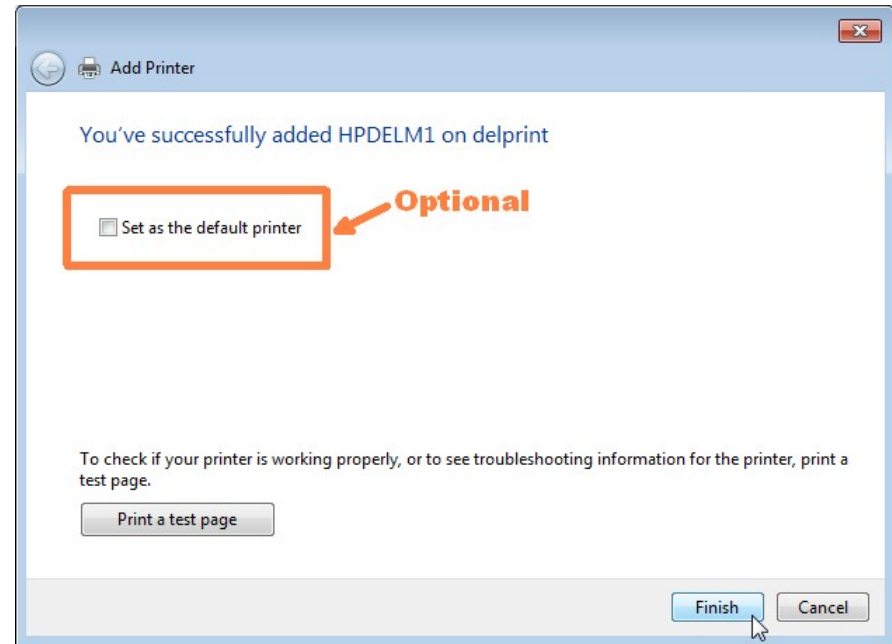 Add Printer
You've successfully added HPDELM1 on delprint
Optional
Set as the default printer
To check if your printer is working properly, or to see troubleshooting information for the printer, print a
test page.
Print a test page
Finish
Cancel